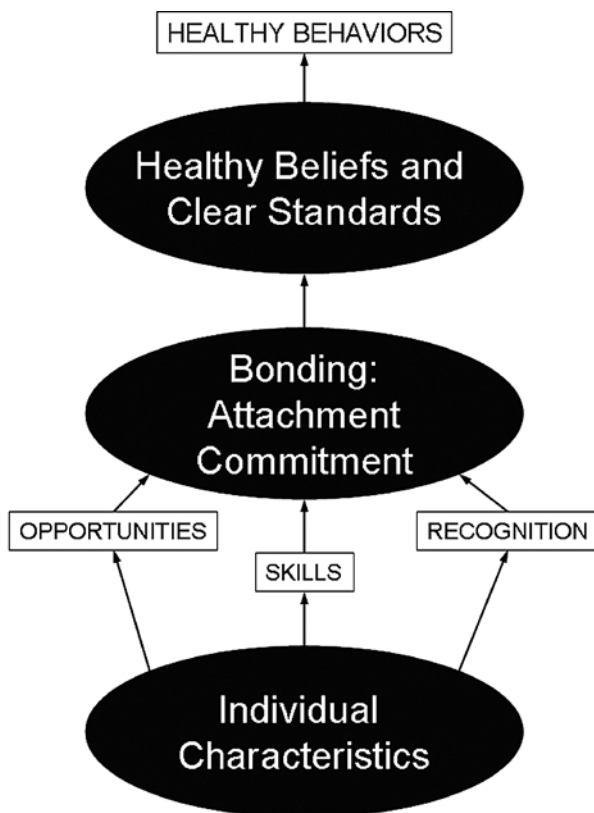 HEALTHY BEHAVIORS
Healthy Beliefs and
Clear Standards
Bonding:
Attachment
Commitment
OPPORTUNITIES
RECOGNITION
SKILLS
Individual
Characteristics